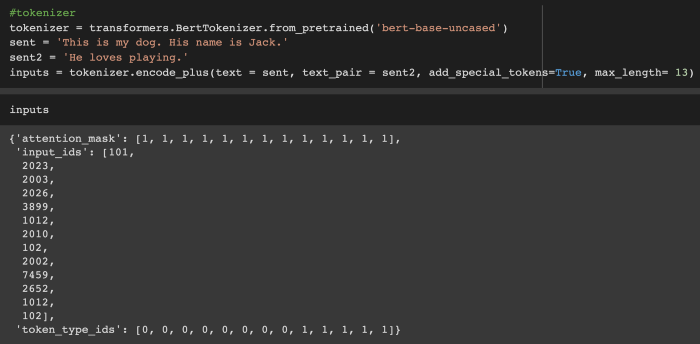 #tokenizer
tokenizer = transformers.BertTokenizer.from_pretrained('bert-base-uncased')
sent = 'This is my dog. His name is Jack.'
sent2 = 'He loves playing.'
inputs = tokenizer.encode_plus(text = sent, text_pair = sent2, add_special_tokens=True, max_length= 13)
inputs
{'attention_mask': [1, 1, 1, 1, 1, 1, 1, 1, 1, 1, 1, 1, 1],
'input_ids': [101,
2023,
2003,
2026,
3899,
1012,
2010,
102,
2002,
7459,
2652,
1012,
102],
'token_type_ids': [0, 0, 0, 0, 0, 0, 0, 0, 1, 1, 1, 1, 1]}